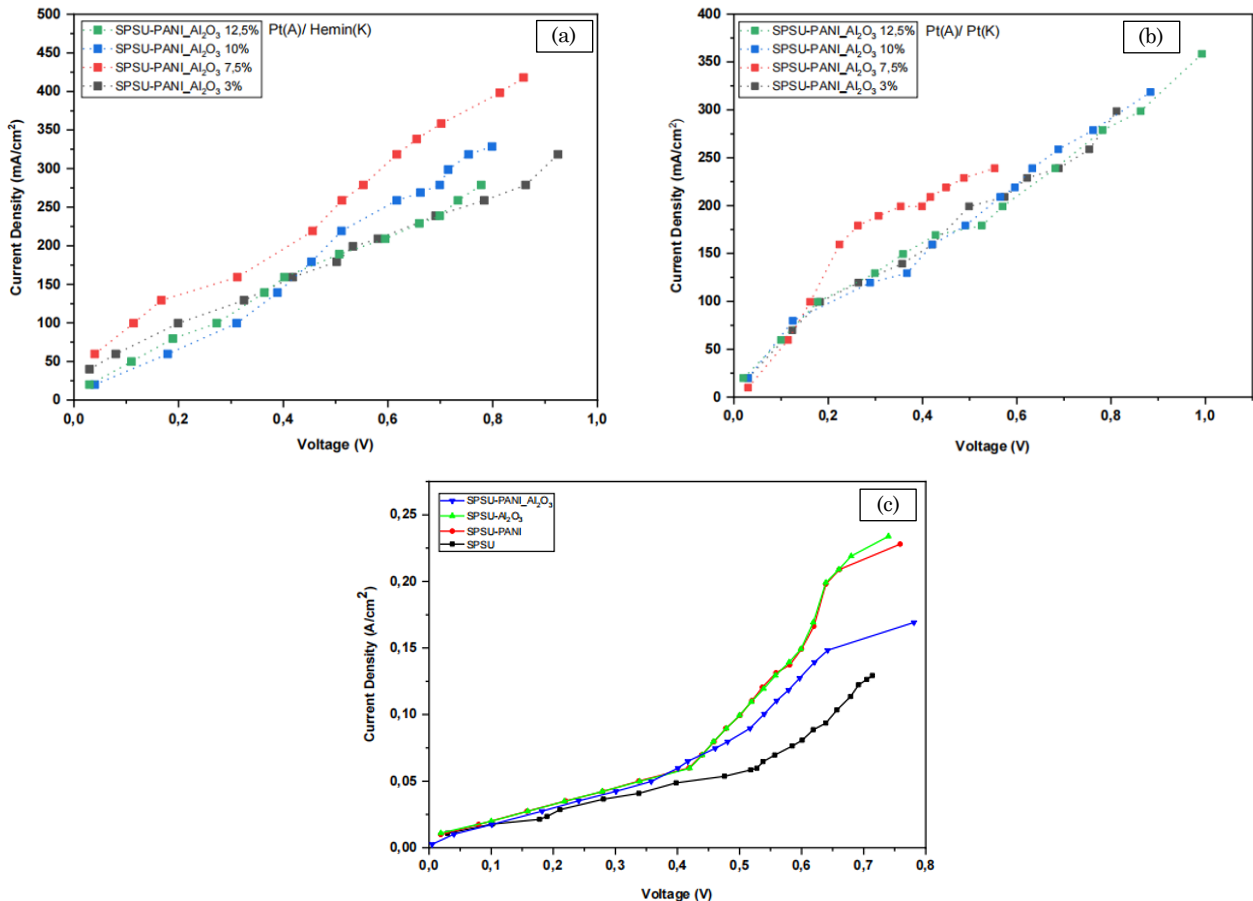 (a)
SPSU-PANI_Al₂O₃ 12,5% Pt(A)/ Hemin(K)
SPSU-PANI_Al₂O₃ 10%
SPSU-PANI_Al₂O₃ 7,5%
SPSU-PANI_Al₂O₃ 3%
500
450
400
350
300
250
200
150
100
50
0
Current Density (mA/cm²)
0,0 0,2 0,4 0,6 0,8 1,0
Voltage (V)
(b)
SPSU-PANI_Al₂O₃ 12,5% Pt(A)/ Pt(K)
SPSU-PANI_Al₂O₃ 10%
SPSU-PANI_Al₂O₃ 7,5%
SPSU-PANI_Al₂O₃ 3%
400
350
300
250
200
150
100
50
0
Current Density (mA/cm²)
0,0 0,2 0,4 0,6 0,8 1,0
Voltage (V)
(c)
SPSU-PANI_Al₂O₃
SPSU-Al₂O₃
SPSU-PANI
SPSU
0,25
0,20
0,15
0,10
0,05
0,00
Current Density (A/cm²)
0,0 0,1 0,2 0,3 0,4 0,5 0,6 0,7 0,8
Voltage (V)